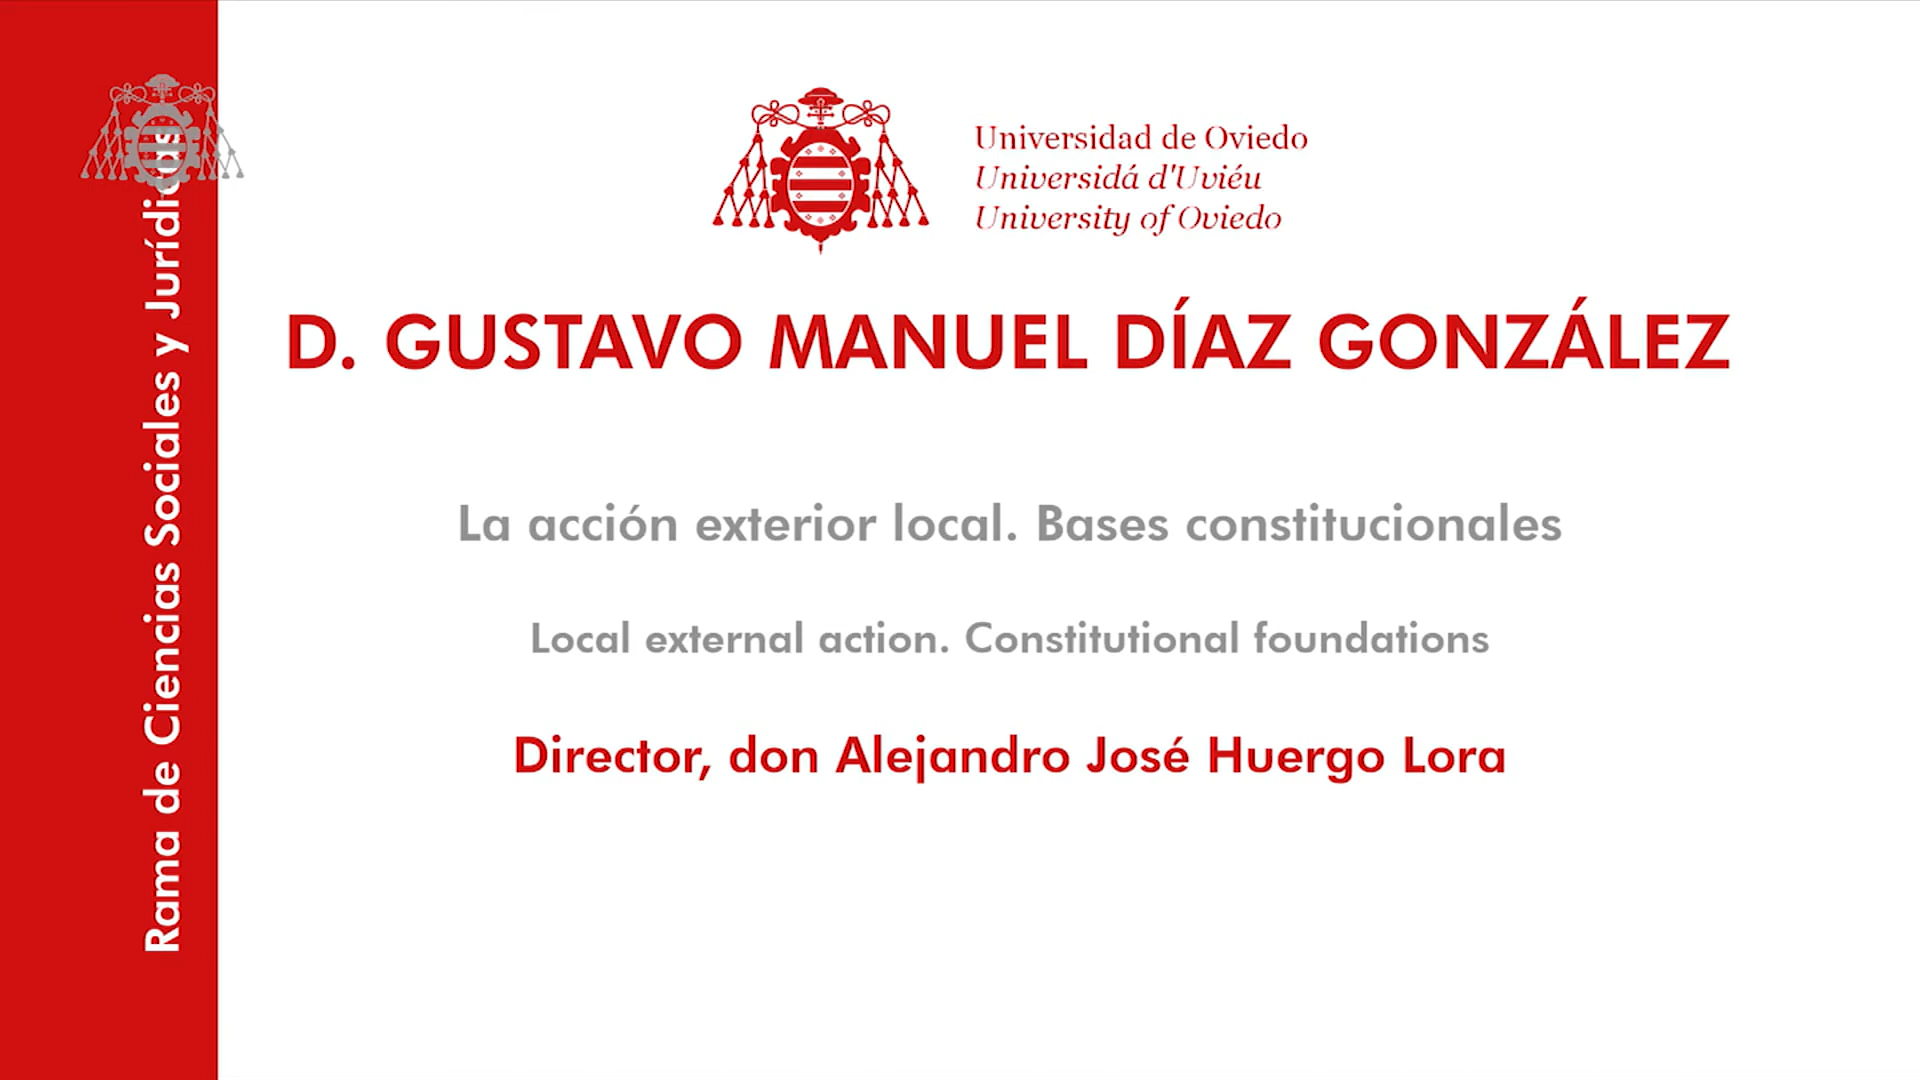 Rama de Ciencias Sociales y Jurídicas
Universidad de Oviedo
Universidá d'Uviéu
University of Oviedo
D. GUSTAVO MANUEL DÍAZ GONZÁLEZ
La acción exterior local. Bases constitucionales
Local external action. Constitutional foundations
Director, don Alejandro José Huergo Lora